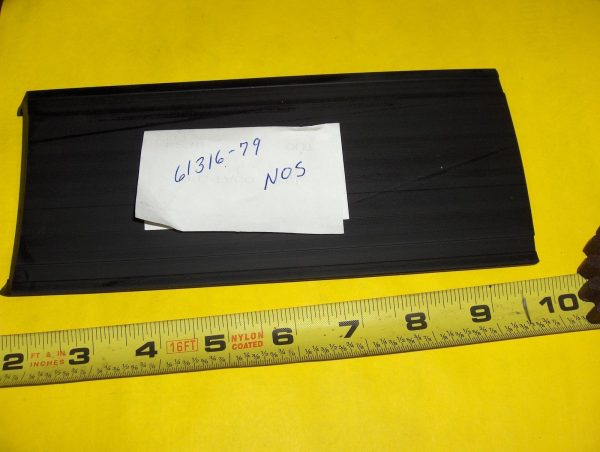 61316-79
NOS
2 FT & IN. INCHES 3 4 16FT 5 NYLON COATED 6 7 8 9 10